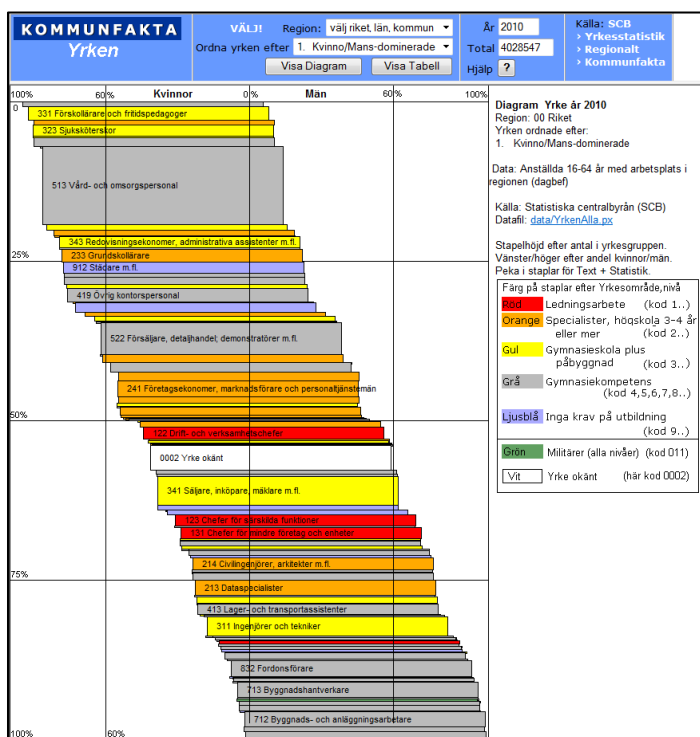 KOMMUNFAKTA
Yrken
VÄLJ! Region: välj riket, län, kommun
Ordna yrken efter 1. Kvinno/Mans-dominerade
Visa Diagram Visa Tabell
År 2010
Total 4028547
Hjälp ?
Källa: SCB
› Yrkesstatistik
› Regionalt
› Kommunfakta
100% 60% Kvinnor 0% Män 60% 100%
0
331 Förskollärare och fritidspedagoger
323 Sjuksköterskor
513 Vård- och omsorgspersonal
343 Redovisningsekonomer, administrativa assistenter m.fl.
233 Grundskollärare
25%
912 Städare m.fl.
419 Övrig kontorspersonal
522 Försäljare, detaljhandel; demonstratörer m.fl.
241 Företagsekonomer, marknadsförare och personaltjänstemän
50%
122 Drift- och verksamhetschefer
0002 Yrke okänt
341 Säljare, inköpare, mäklare m.fl.
123 Chefer för särskilda funktioner
131 Chefer för mindre företag och enheter
214 Civilingenjörer, arkitekter m.fl.
75%
213 Dataspecialister
413 Lager- och transportassistenter
311 Ingenjörer och tekniker
832 Fordonsförare
713 Byggnadshantverkare
712 Byggnads- och anläggningsarbetare
100% 60%
Diagram Yrke år 2010
Region: 00 Riket
Yrken ordnade efter:
1. Kvinno/Mans-dominerade
Data: Anställda 16-64 år med arbetsplats i
regionen (dagbef)
Källa: Statistiska centralbyrån (SCB)
Datafil: data/YrkenAlla.px
Stapelhöjd efter antal i yrkesgruppen.
Vänster/höger efter andel kvinnor/män.
Peka i staplar för Text + Statistik.
Färg på staplar efter Yrkesområde,nivå
Röd Ledningsarbete (kod 1..)
Orange Specialister, högskola 3-4 år
eller mer (kod 2..)
Gul Gymnasieskola plus
påbyggnad (kod 3..)
Grå Gymnasiekompetens
(kod 4,5,6,7,8..)
Ljusblå Inga krav på utbildning
(kod 9..)
Grön Militärer (alla nivåer) (kod 011)
Vit Yrke okänt (här kod 0002)